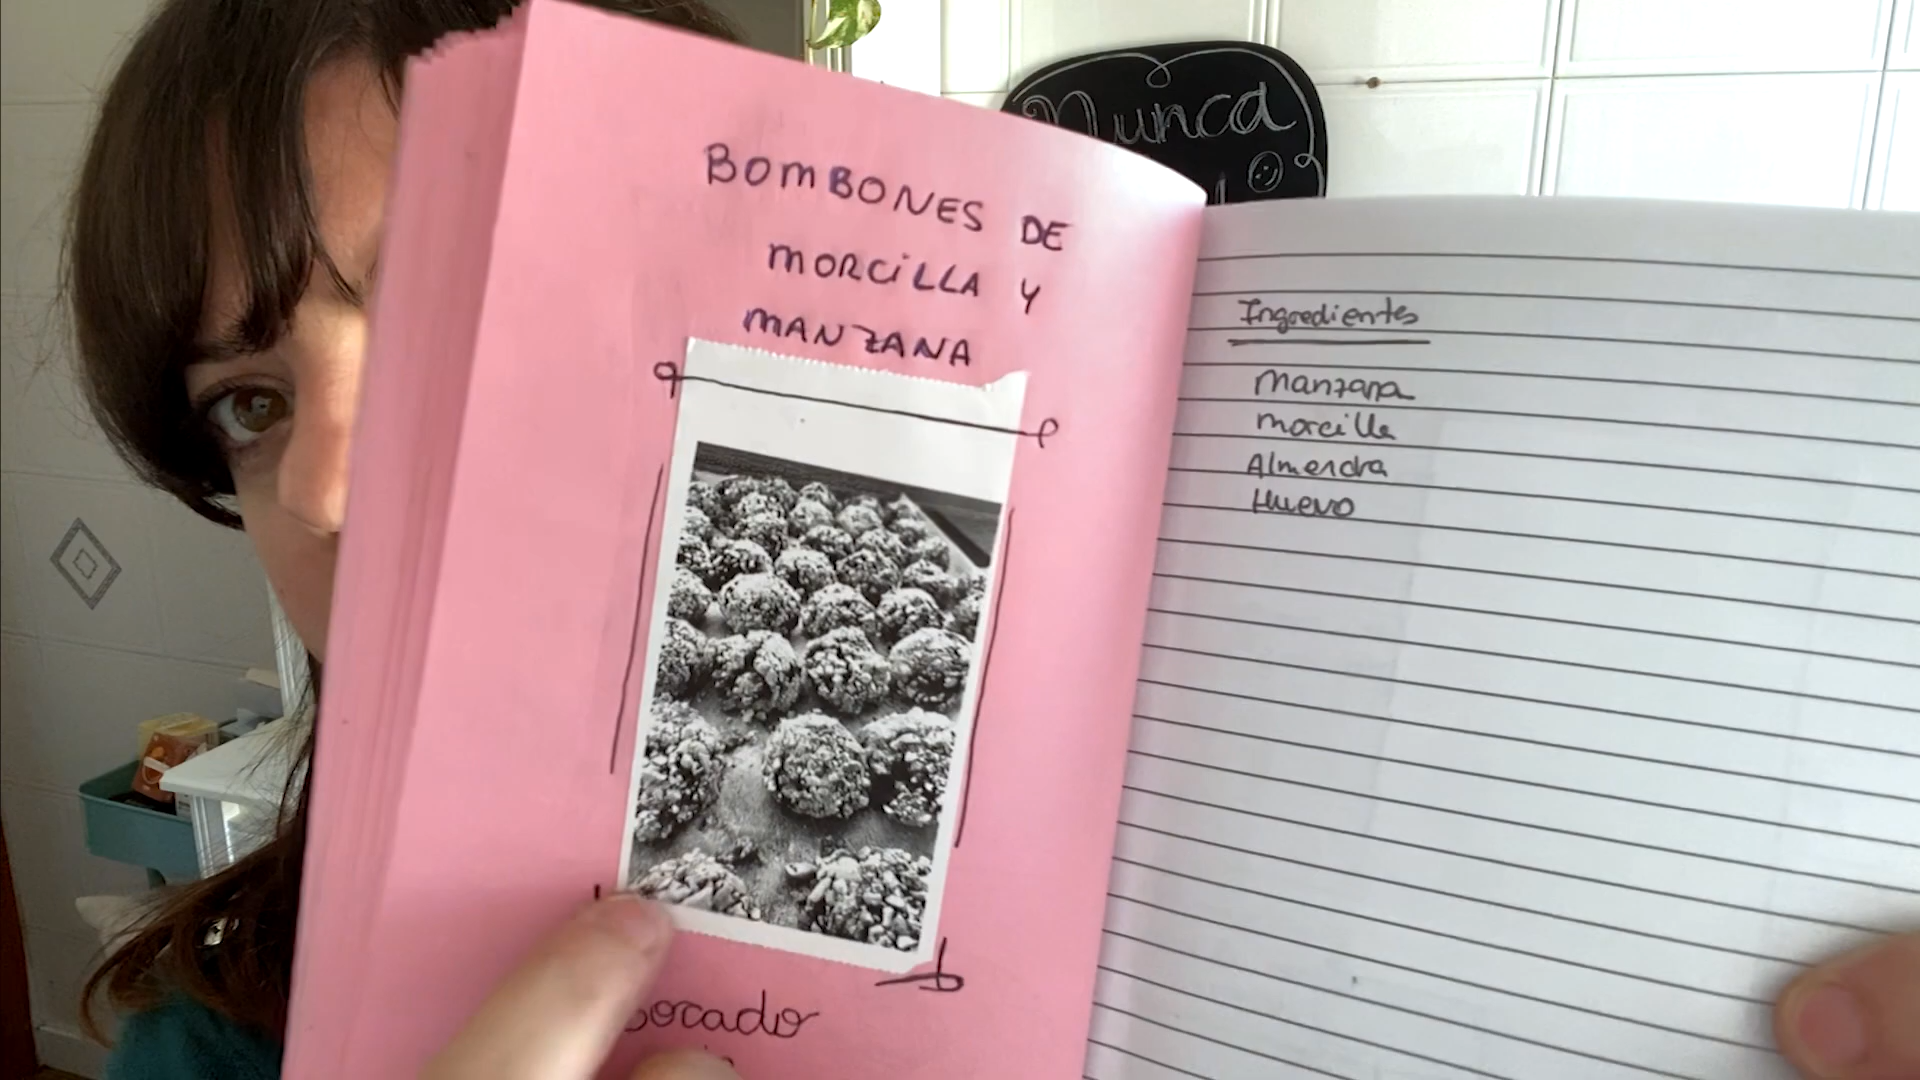 Nunca
BOMBONES DE
MORCILLA Y
MANZANA
Ingredientes
Manzana
Morcilla
Almendra
Huevo